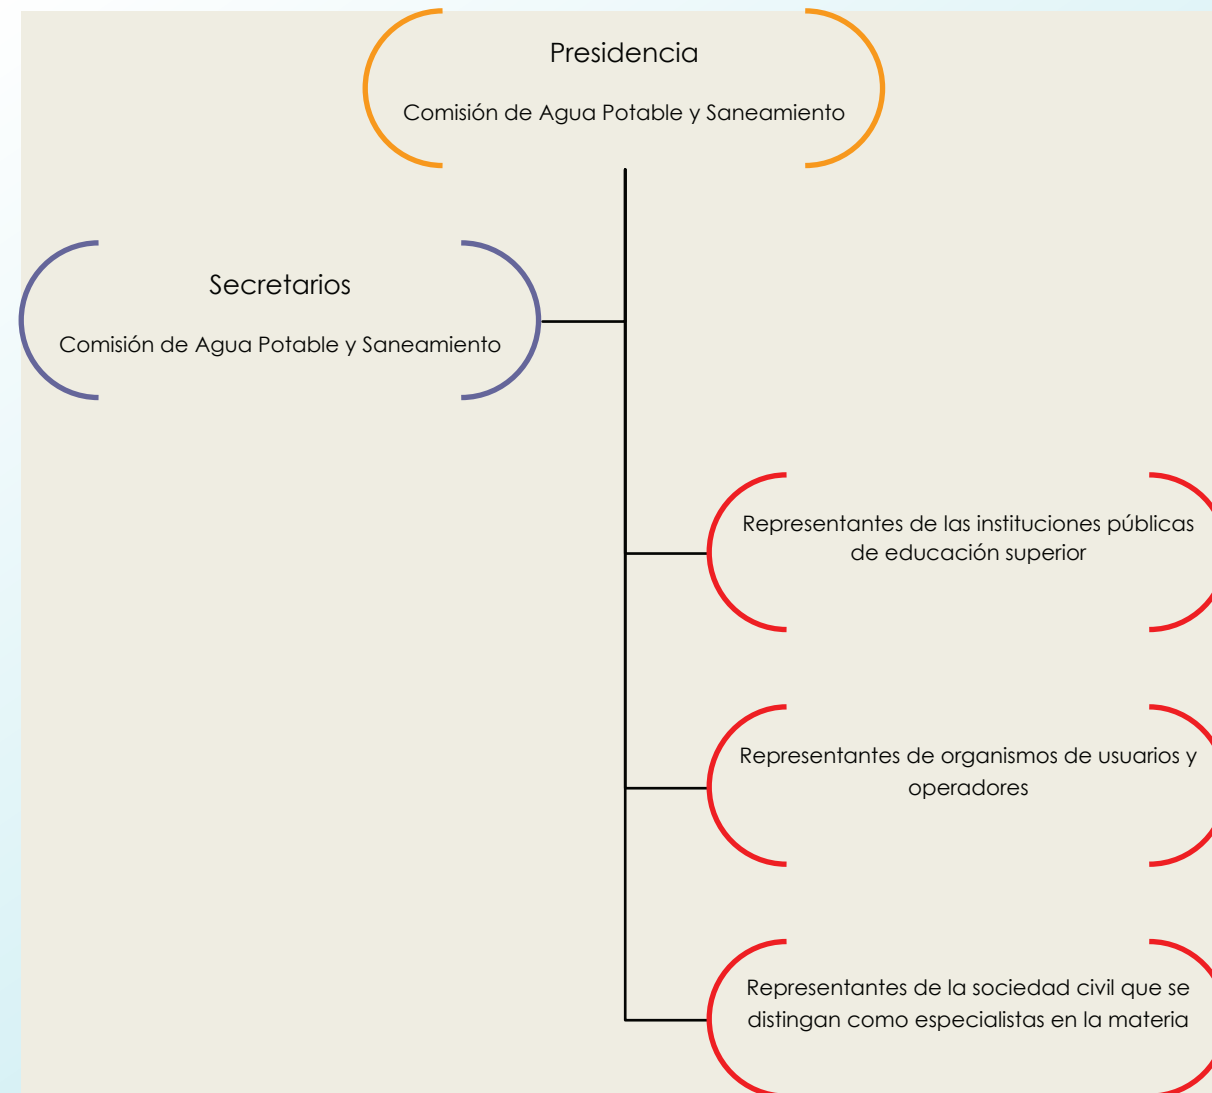 Presidencia
Comisión de Agua Potable y Saneamiento
Secretarios
Comisión de Agua Potable y Saneamiento
Representantes de las instituciones públicas
de educación superior
Representantes de organismos de usuarios y
operadores
Representantes de la sociedad civil que se
distingan como especialistas en la materia